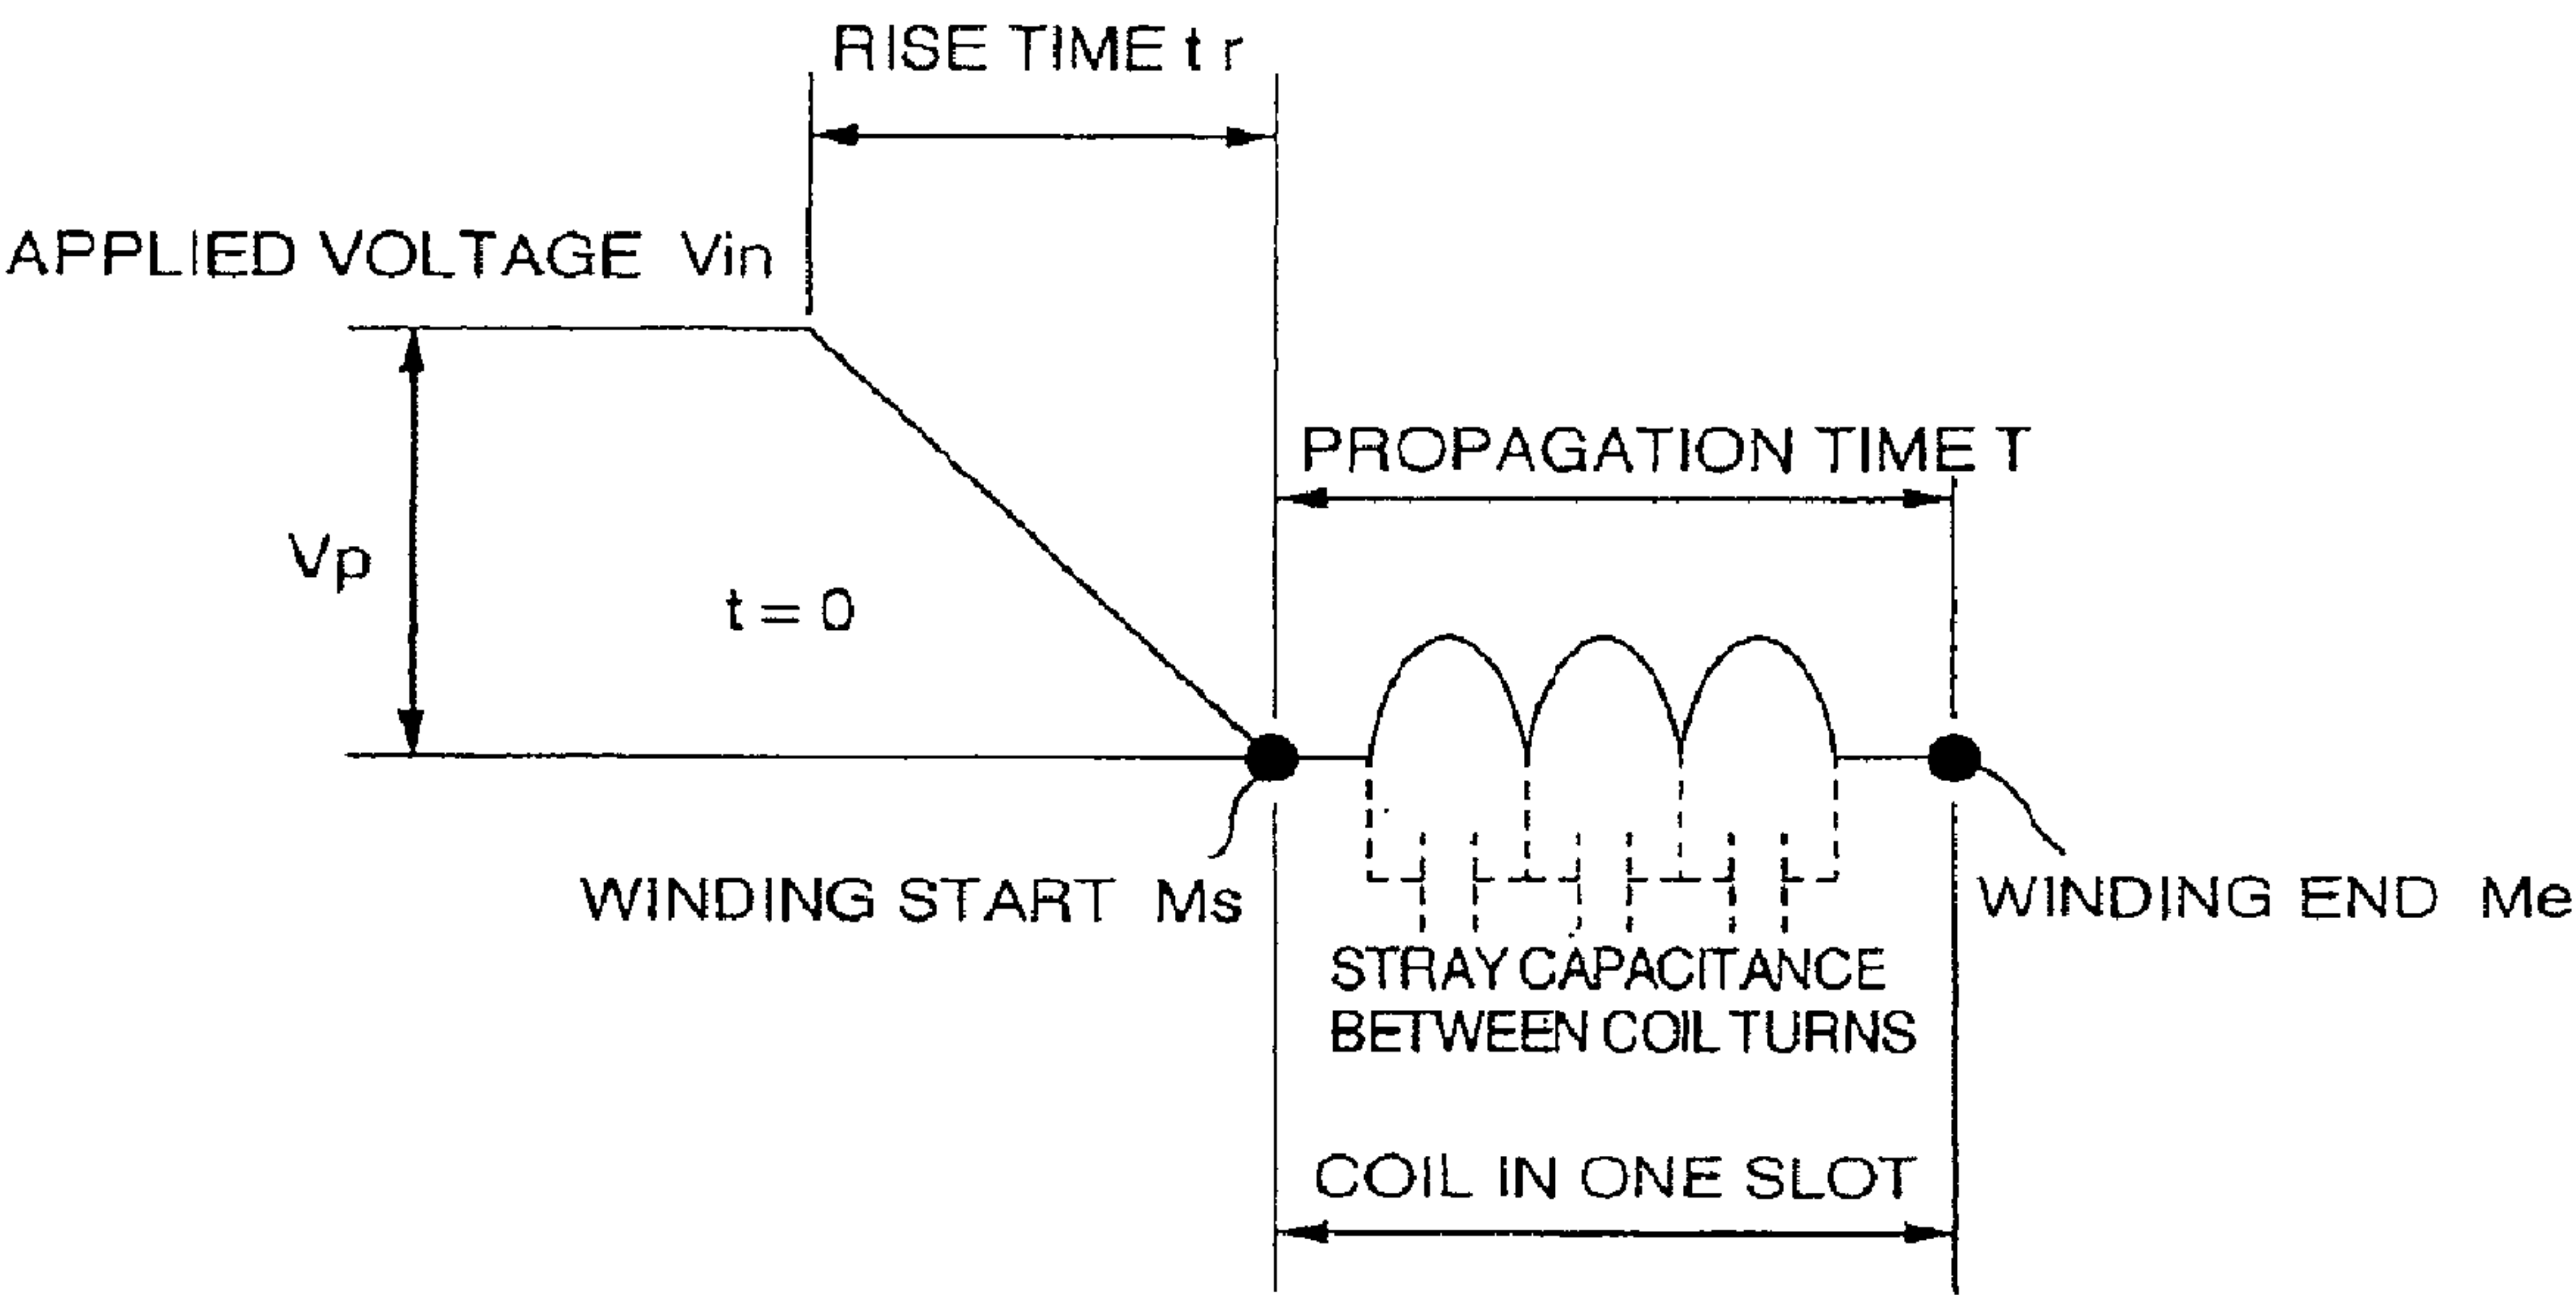 RISE TIME t r
APPLIED VOLTAGE Vin
PROPAGATION TIME T
Vp
t = 0
WINDING START Ms
WINDING END Me
STRAY CAPACITANCE
BETWEEN COIL TURNS
COIL IN ONE SLOT